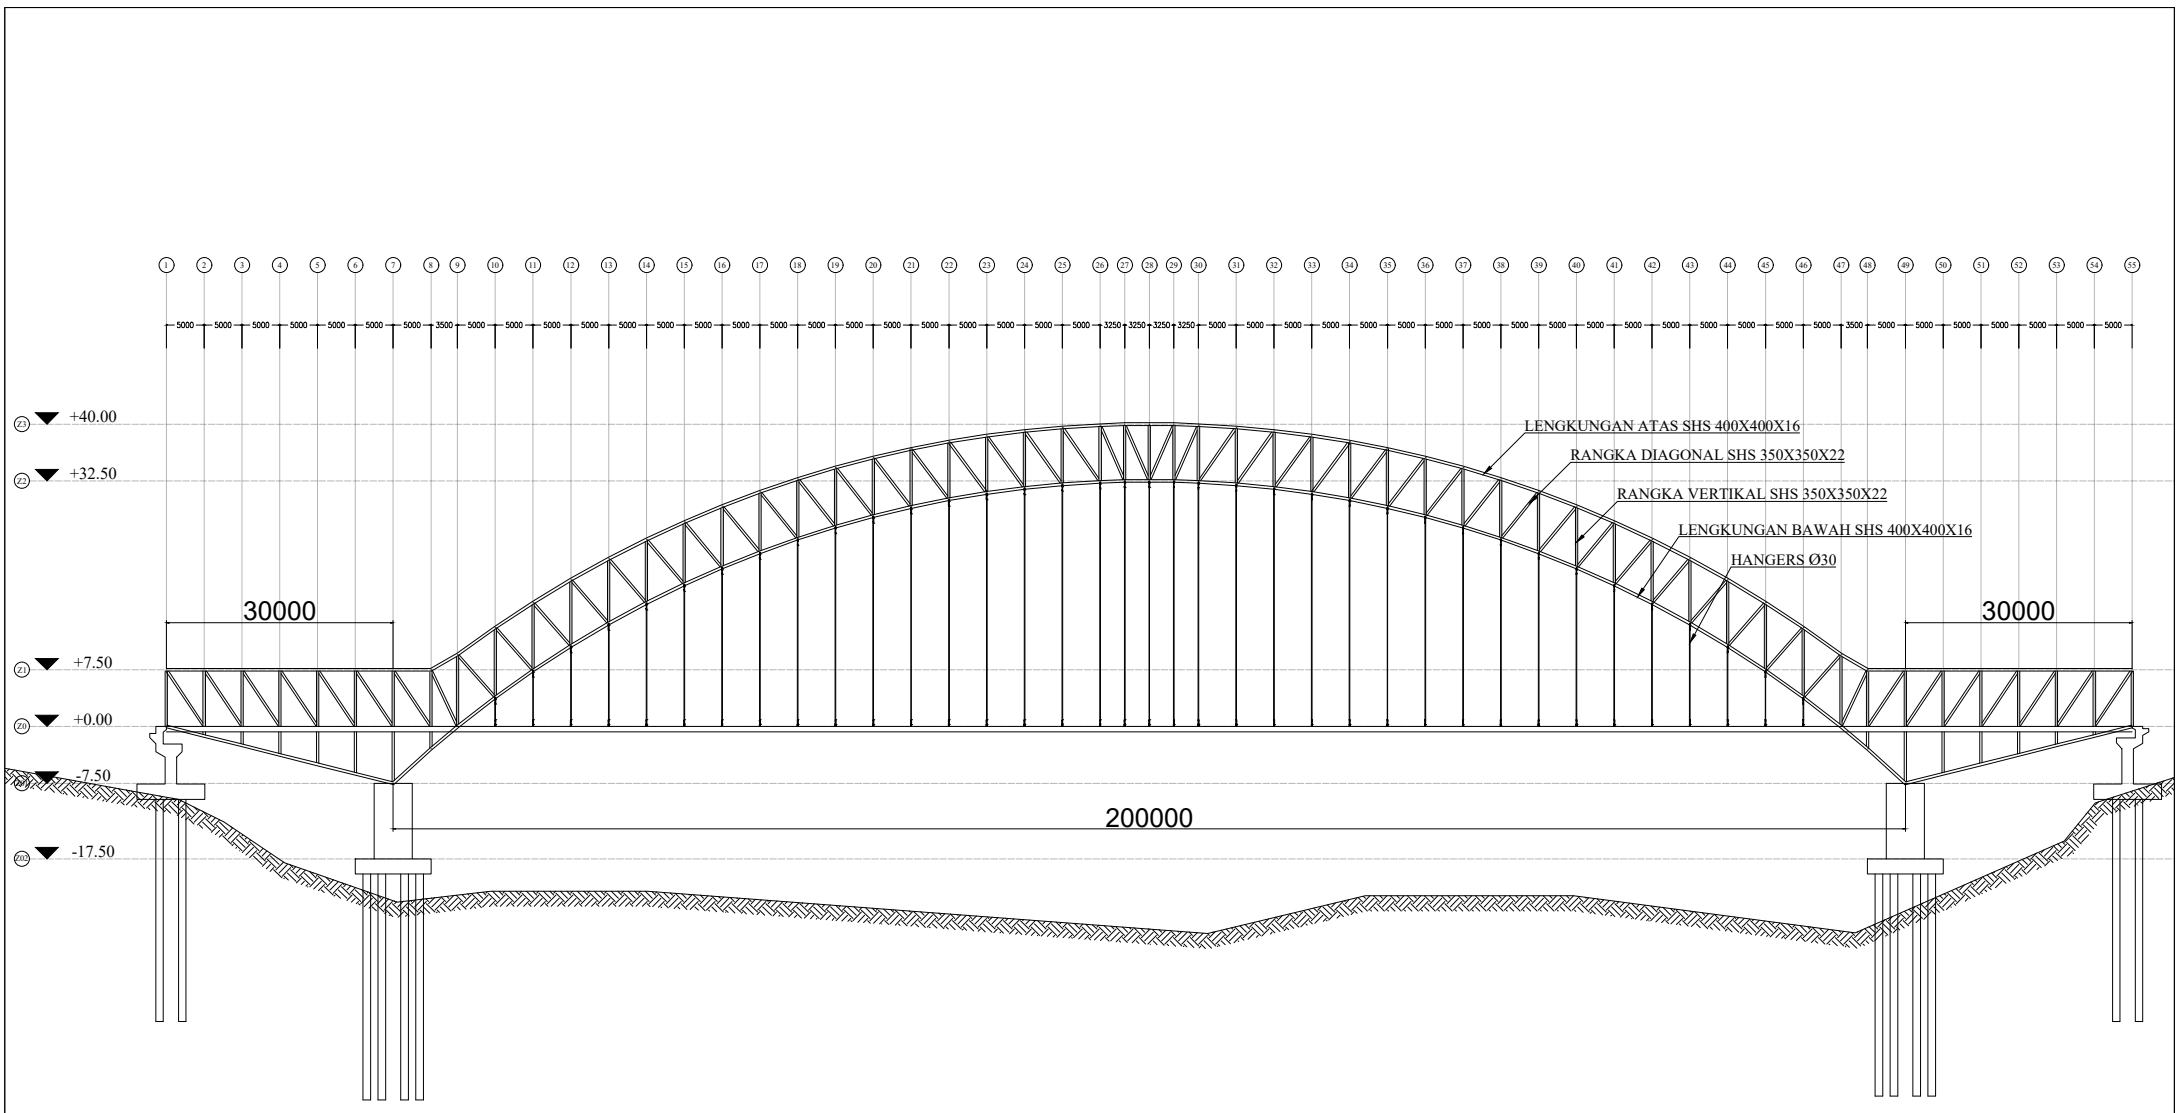 1 2 3 4 5 6 7 8 9 10 11 12 13 14 15 16 17 18 19 20 21 22 23 24 25 26 27 28 29 30 31 32 33 34 35 36 37 38 39 40 41 42 43 44 45 46 47 48 49 50 51 52 53 54 55
5000 5000 5000 5000 5000 5000 5000 3500 5000 5000 5000 5000 5000 5000 5000 5000 5000 5000 5000 5000 5000 5000 5000 5000 5000 3250 3250 3250 3250 5000 5000 5000 5000 5000 5000 5000 5000 5000 5000 5000 5000 5000 5000 5000 5000 5000 3500 5000 5000 5000 5000 5000 5000 5000
Z3 +40.00
LENGKUNGAN ATAS SHS 400X400X16
RANGKA DIAGONAL SHS 350X350X22
Z2 +32.50
RANGKA VERTIKAL SHS 350X350X22
LENGKUNGAN BAWAH SHS 400X400X16
HANGERS Ø30
30000
30000
Z1 +7.50
Z0 +0.00
-7.50
200000
Z02 -17.50